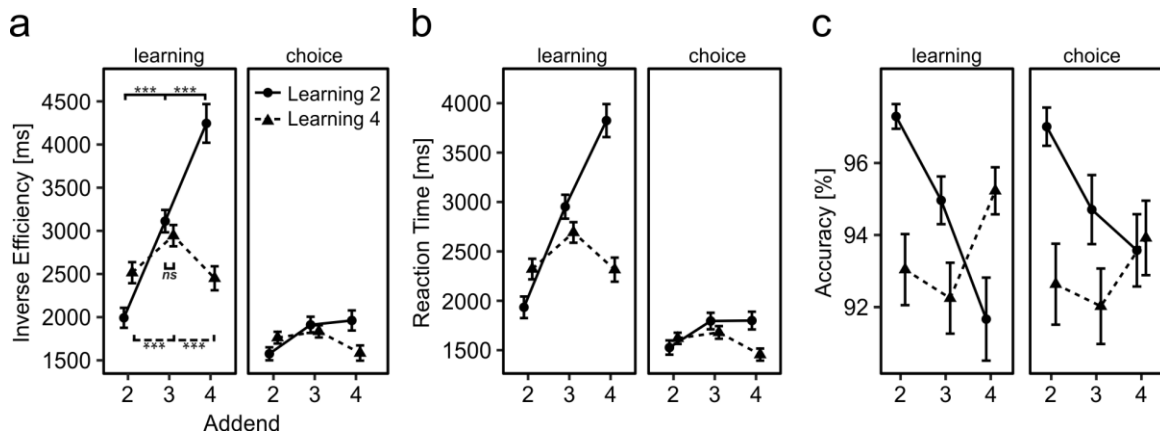 a
learning
choice
Inverse Efficiency [ms]
4500
4000
3500
3000
2500
2000
1500
*** ***
ns
*** ***
Learning 2
Learning 4
2 3 4
2 3 4
Addend
b
learning
choice
Reaction Time [ms]
4000
3500
3000
2500
2000
1500
2 3 4
2 3 4
c
learning
choice
Accuracy [%]
96
94
92
2 3 4
2 3 4